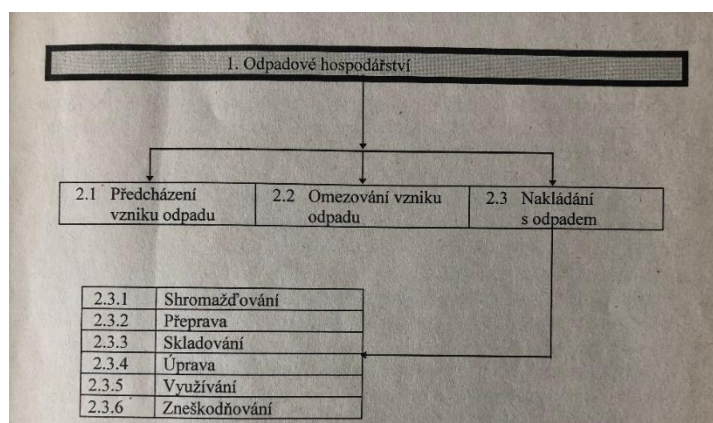 1. Odpadové hospodářství
2.1 Předcházení
vzniku odpadu
2.2 Omezování vzniku
odpadu
2.3 Nakládání
s odpadem
2.3.1 Shromažďování
2.3.2 Přeprava
2.3.3 Skladování
2.3.4 Úprava
2.3.5 Využívání
2.3.6 Zneškodňování